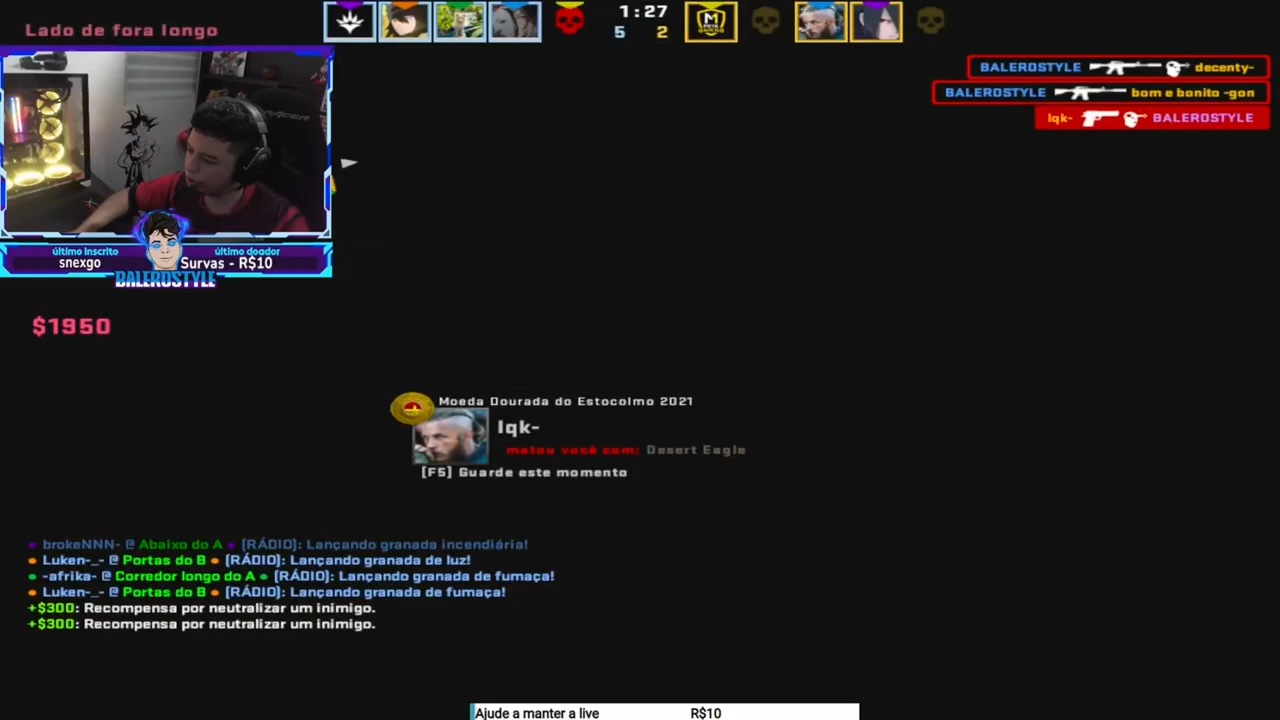 Lado de fora longo
1:27
5 2
BALEROSTYLE decenty-
BALEROSTYLE bom e bonito -gon
lqk- BALEROSTYLE
último inscrito
snexgo
último doador
Survas - R$10
BALEROSTYLE
$1950
Moeda Dourada do Estocolmo 2021
lqk-
matou você com: Desert Eagle
[F5] Guarde este momento
brokeNNN- @ Abaixo do A • (RÁDIO): Lançando granada incendiária!
Luken-_- @ Portas do B • (RÁDIO): Lançando granada de luz!
-afrika- @ Corredor longo do A • (RÁDIO): Lançando granada de fumaça!
Luken-_- @ Portas do B • (RÁDIO): Lançando granada de fumaça!
+$300: Recompensa por neutralizar um inimigo.
+$300: Recompensa por neutralizar um inimigo.
Ajude a manter a live R$10